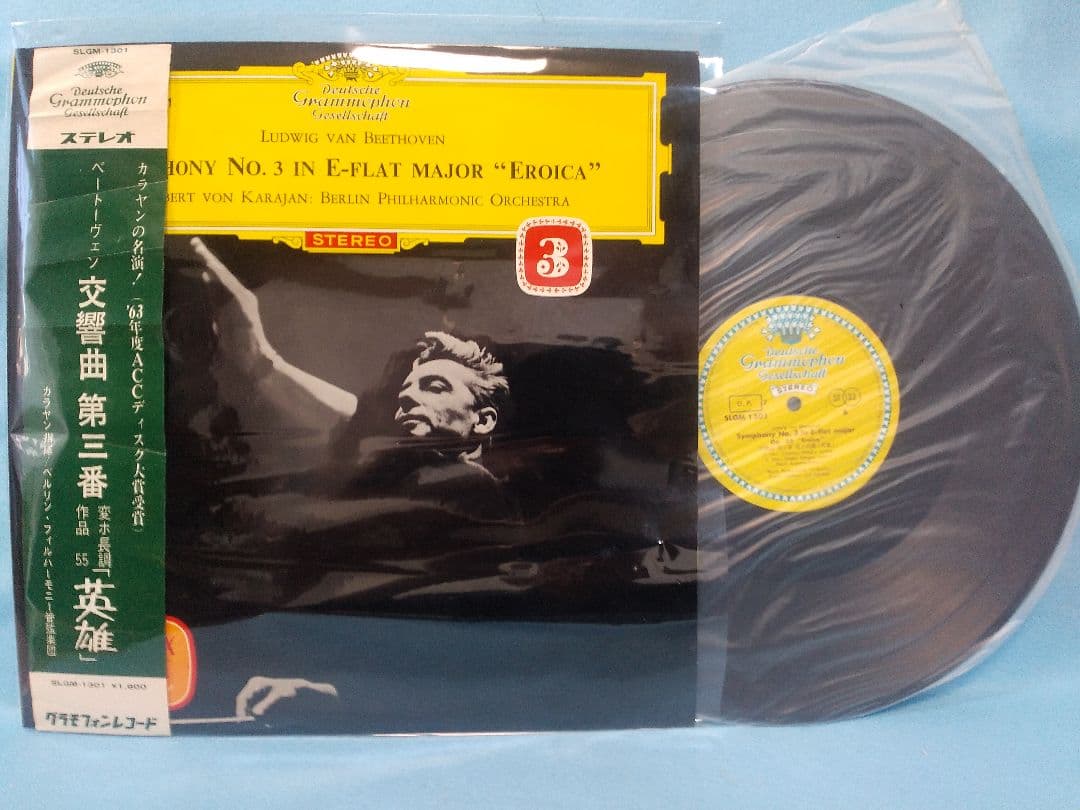 SLGM-1301
Deutsche
Grammophon
Gesellschaft
ステレオ
カラヤンの名演!(’63年度ACCディスク大賞受賞)
ベートーヴェン
交響曲 第三番
変ホ長調
作品 55
「英雄」
カラヤン指揮 ベルリン・フィルハーモニー管弦楽団
SLGM-1301 ¥1,800
グラモフォンレコード
Deutsche
Grammophon
Gesellschaft
LUDWIG VAN BEETHOVEN
HONY NO. 3 IN E-FLAT MAJOR “EROICA”
BERT VON KARAJAN: BERLIN PHILHARMONIC ORCHESTRA
STEREO
3
X
Deutsche
Grammophon
Gesellschaft
STEREO
SLGM 1301
Symphony No. 3 in E-flat major